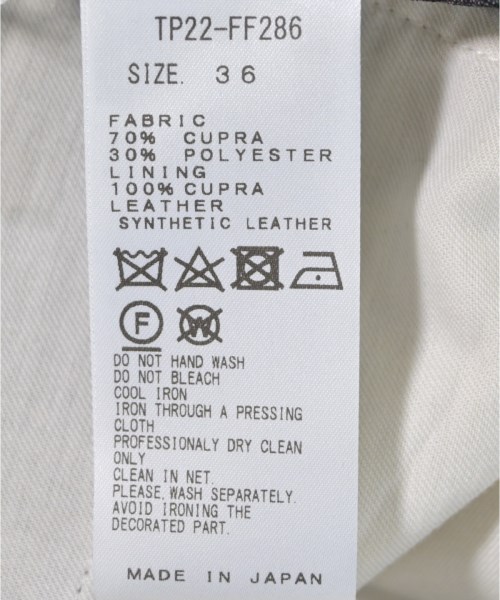 TP22-FF286
SIZE. 36
FABRIC
70% CUPRA
30% POLYESTER
LINING
100% CUPRA
LEATHER
SYNTHETIC LEATHER
F W
DO NOT HAND WASH
DO NOT BLEACH
COOL IRON
IRON THROUGH A PRESSING
CLOTH
PROFESSIONALY DRY CLEAN
ONLY
CLEAN IN NET.
PLEASE, WASH SEPARATELY.
AVOID IRONING THE
DECORATED PART.
MADE IN JAPAN